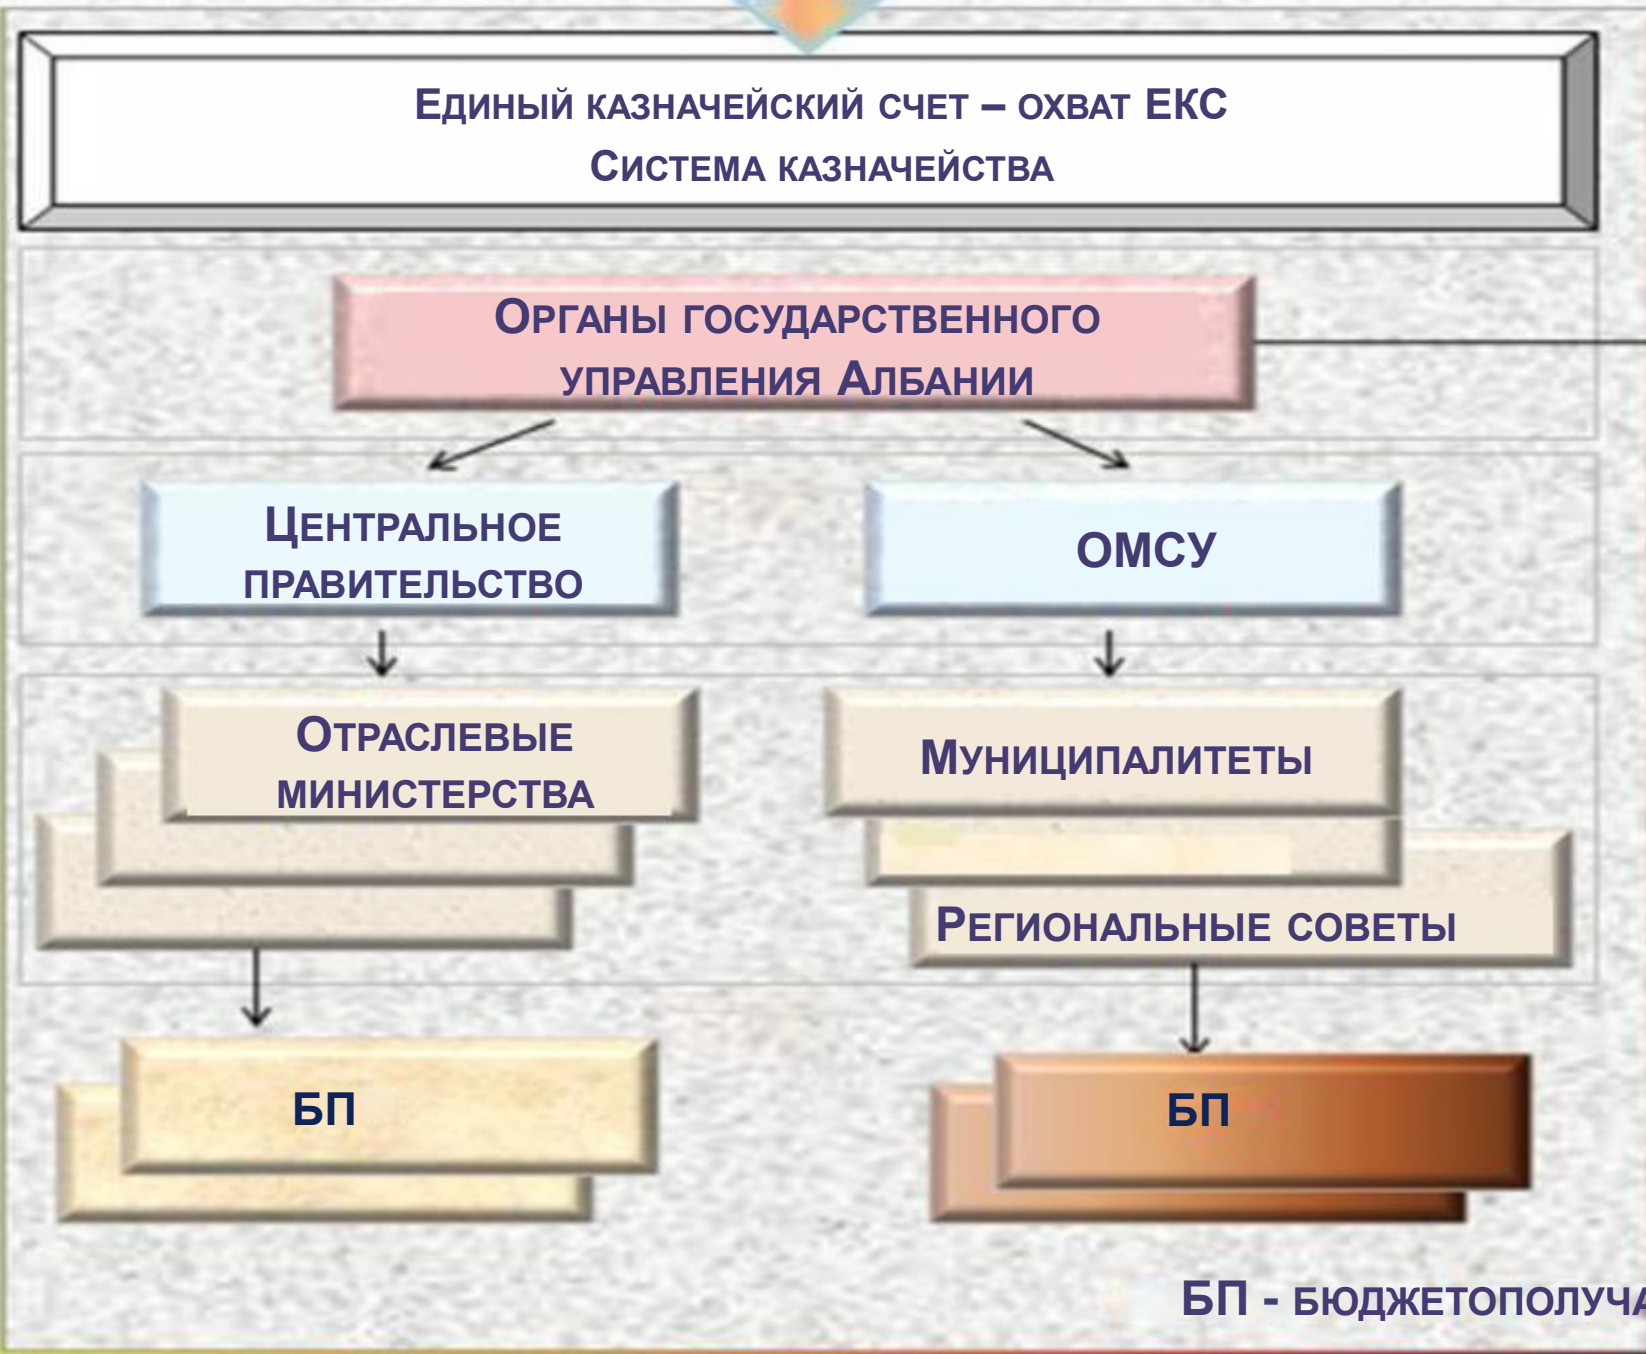 Единый казначейский счет – охват ЕКС
Система казначейства
Органы государственного
управления Албании
Центральное
правительство
ОМСУ
Отраслевые
министерства
Муниципалитеты
Региональные советы
БП
БП
БП - бюджетополуча